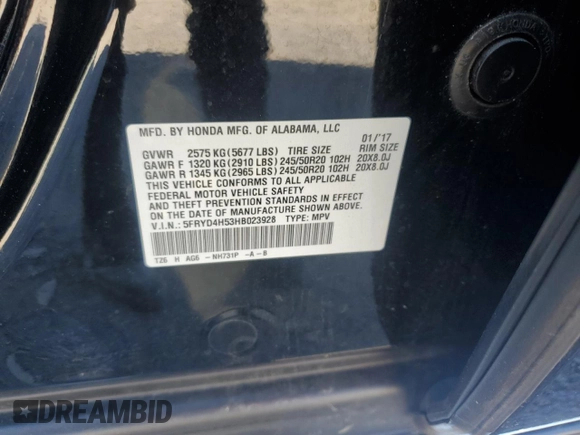 MFD. BY HONDA MFG. OF ALABAMA, LLC 01/'17
GVWR 2575 KG(5677 LBS) TIRE SIZE RIM SIZE
GAWR F 1320 KG(2910 LBS) 245/50R20 102H 20X8.0J
GAWR R 1345 KG(2965 LBS) 245/50R20 102H 20X8.0J
THIS VEHICLE CONFORMS TO ALL APPLICABLE
FEDERAL MOTOR VEHICLE SAFETY
AND THEFT PREVENTION STANDARDS IN EFFECT
ON THE DATE OF MANUFACTURE SHOWN ABOVE.
V.I.N.: 5FRYD4H53HB023928 TYPE: MPV
T26 H AG6 -NH731P -A-B
DREAMBID